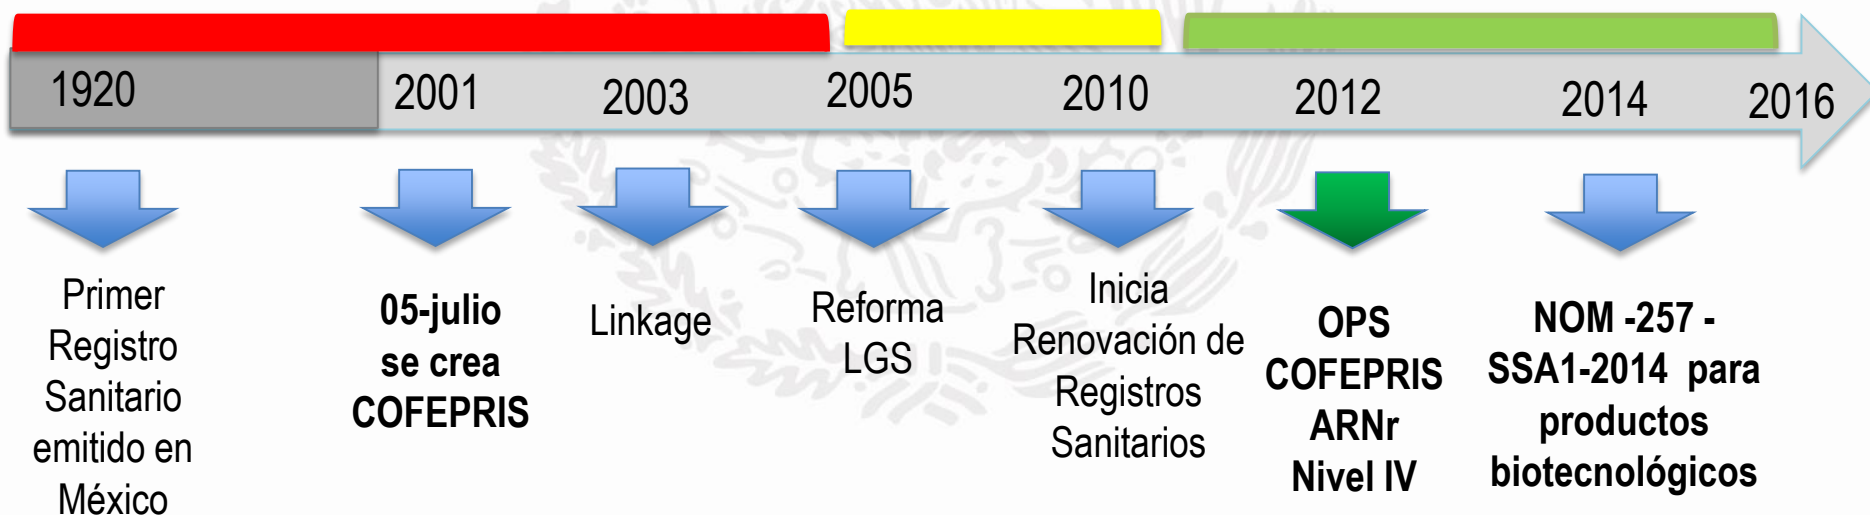 1920
2001
2003
2005
2010
2012
2014
2016
Primer
Registro
Sanitario
emitido en
México
05-julio
se crea
COFEPRIS
Linkage
Reforma
LGS
Inicia
Renovación de
Registros
Sanitarios
OPS
COFEPRIS
ARNr
Nivel IV
NOM -257 -
SSA1-2014 para
productos
biotecnológicos